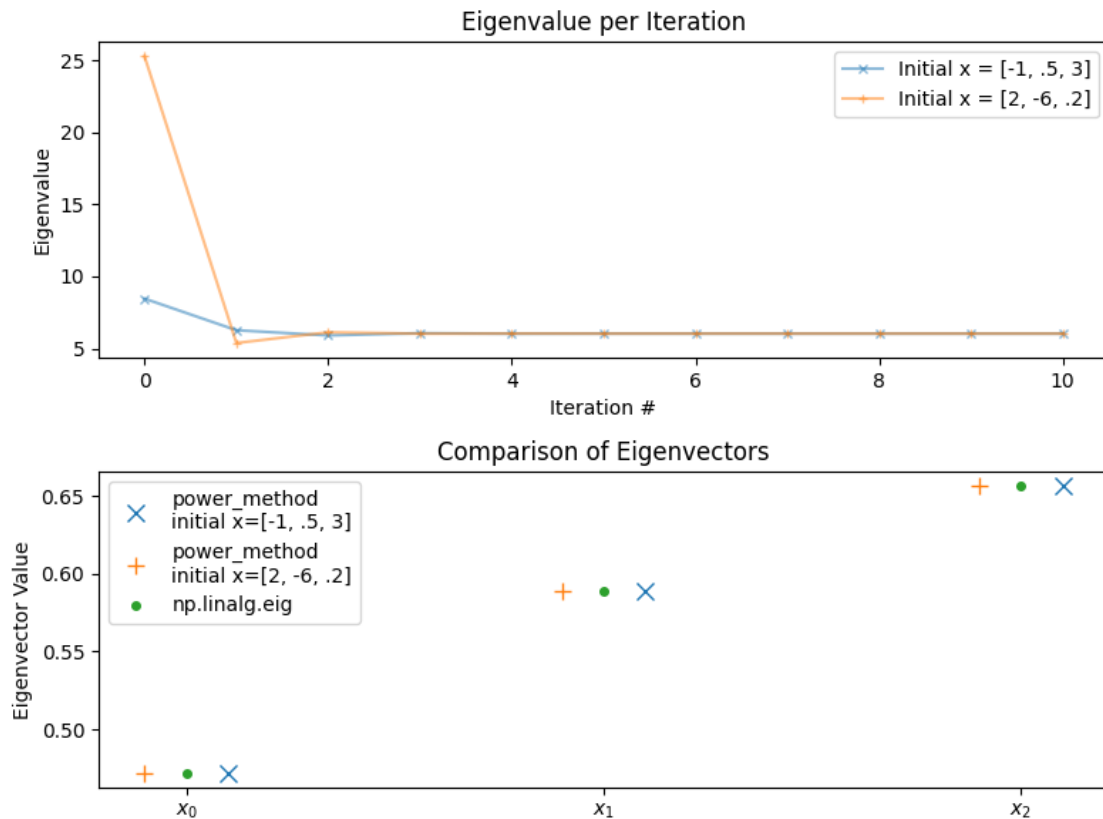 Eigenvalue per Iteration
Eigenvalue
25
20
15
10
5
Initial x = [-1, .5, 3]
Initial x = [2, -6, .2]
0
2
4
6
8
10
Iteration #
Comparison of Eigenvectors
Eigenvector Value
0.65
0.60
0.55
0.50
power_method
initial x=[-1, .5, 3]
power_method
initial x=[2, -6, .2]
np.linalg.eig
x₀
x₁
x₂